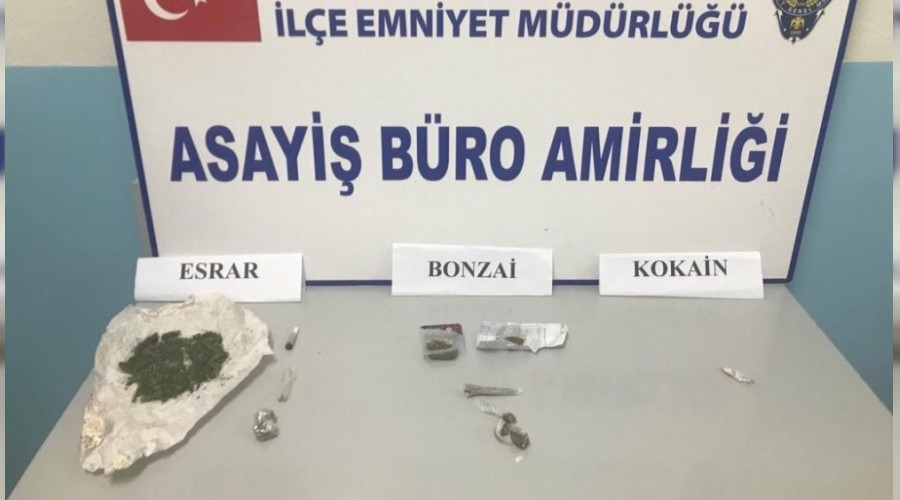 İLÇE EMNİYET MÜDÜRLÜĞÜ
ASAYİŞ BÜRO AMİRLİĞİ
ESRAR
BONZAİ
KOKAİN